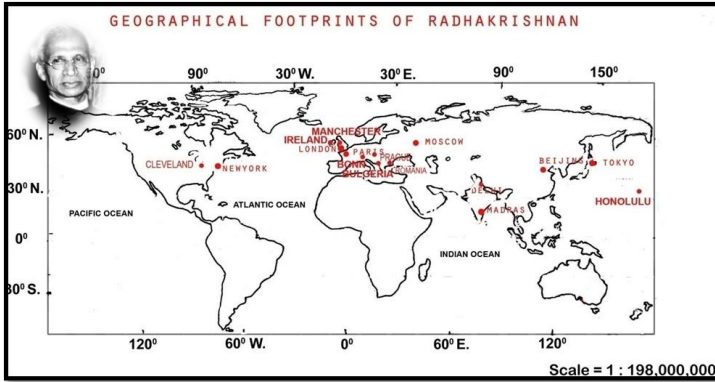 GEOGRAPHICAL FOOTPRINTS OF RADHAKRISHNAN
90⁰ 30⁰ W. 30⁰ E. 90⁰ 150⁰
60⁰ N.
MANCHESTER
IRELAND
LONDON PARIS MOSCOW
PRAGUE
CLEVELAND NEWYORK BONN ROMANIA BEIJING TOKYO
BULGERIA
30⁰ N.
DELHI
HONOLULU
PACIFIC OCEAN ATLANTIC OCEAN MADRAS
0⁰
INDIAN OCEAN
30⁰ S.
120⁰ 60⁰ W. 0⁰ 60⁰ E. 120⁰
Scale = 1 : 198,000,000